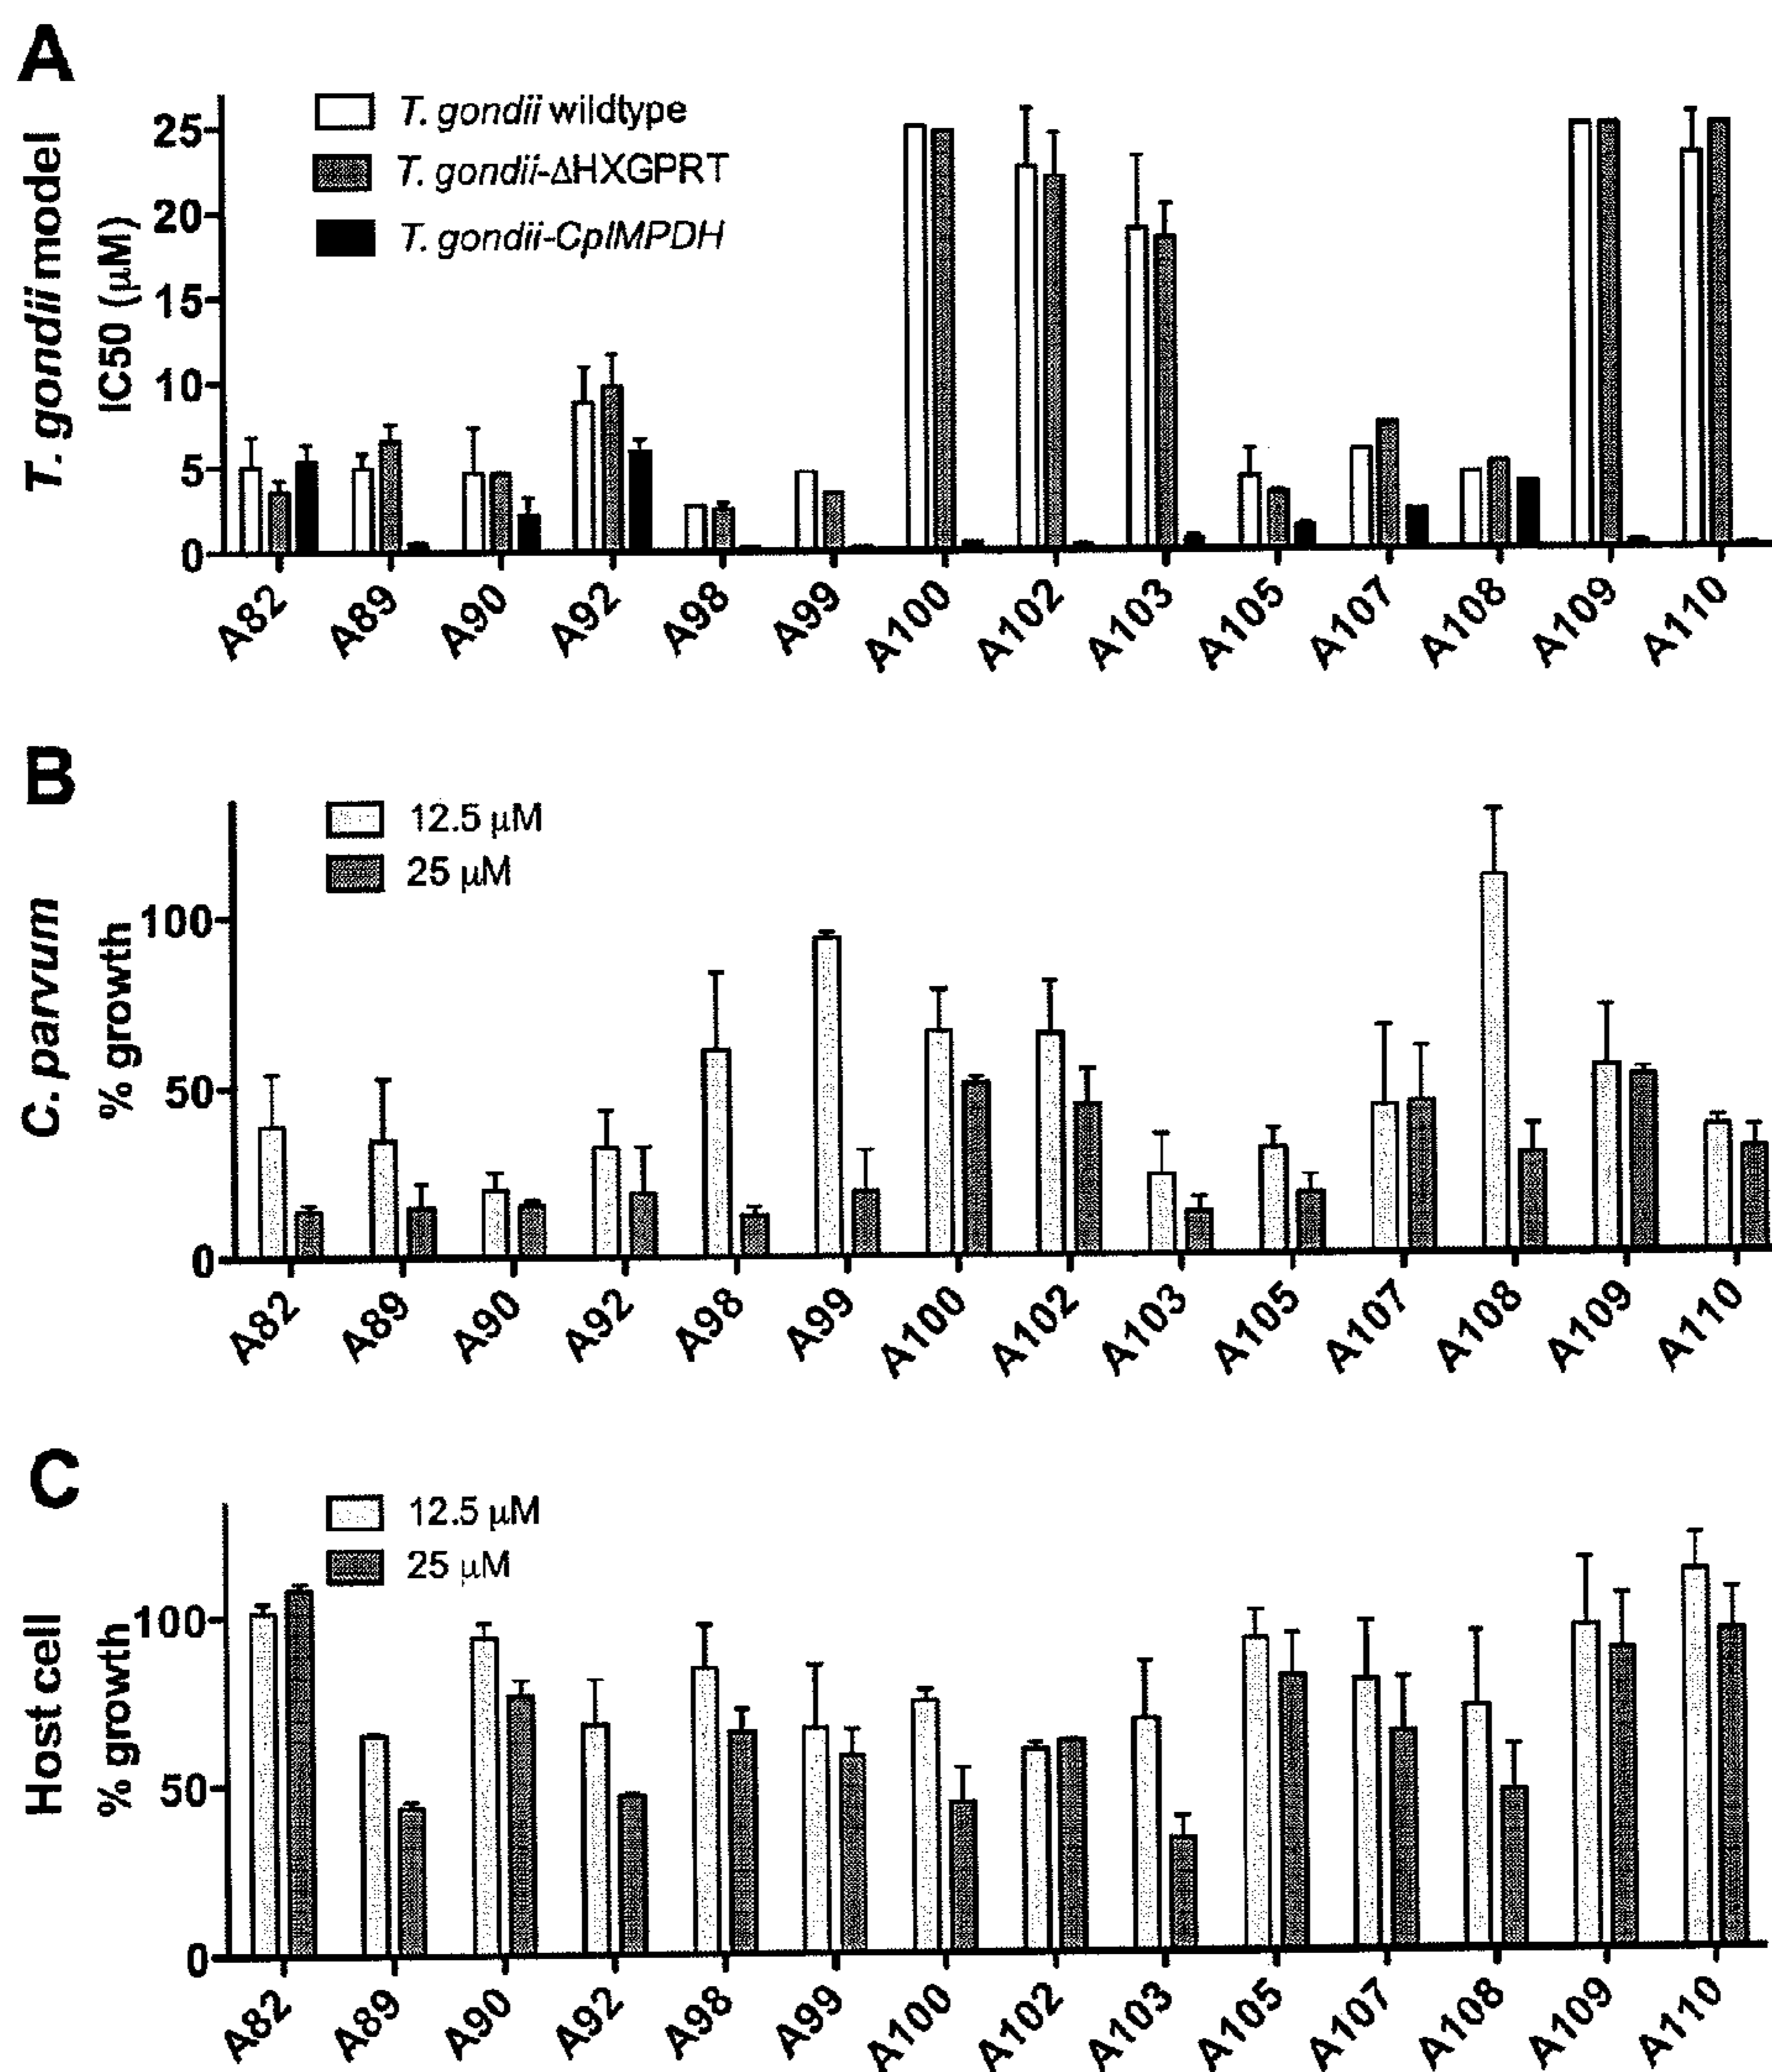 A
T. gondii model
IC50 (μM)
T. gondii wildtype
T. gondii-ΔHXGPRT
T. gondii-CpIMPDH
25
20
15
10
5
0
A82 A89 A90 A92 A98 A99 A100 A102 A103 A105 A107 A108 A109 A110
B
C. parvum
% growth
12.5 μM
25 μM
100
50
0
A82 A89 A90 A92 A98 A99 A100 A102 A103 A105 A107 A108 A109 A110
C
Host cell
% growth
12.5 μM
25 μM
100
50
0
A82 A89 A90 A92 A98 A99 A100 A102 A103 A105 A107 A108 A109 A110